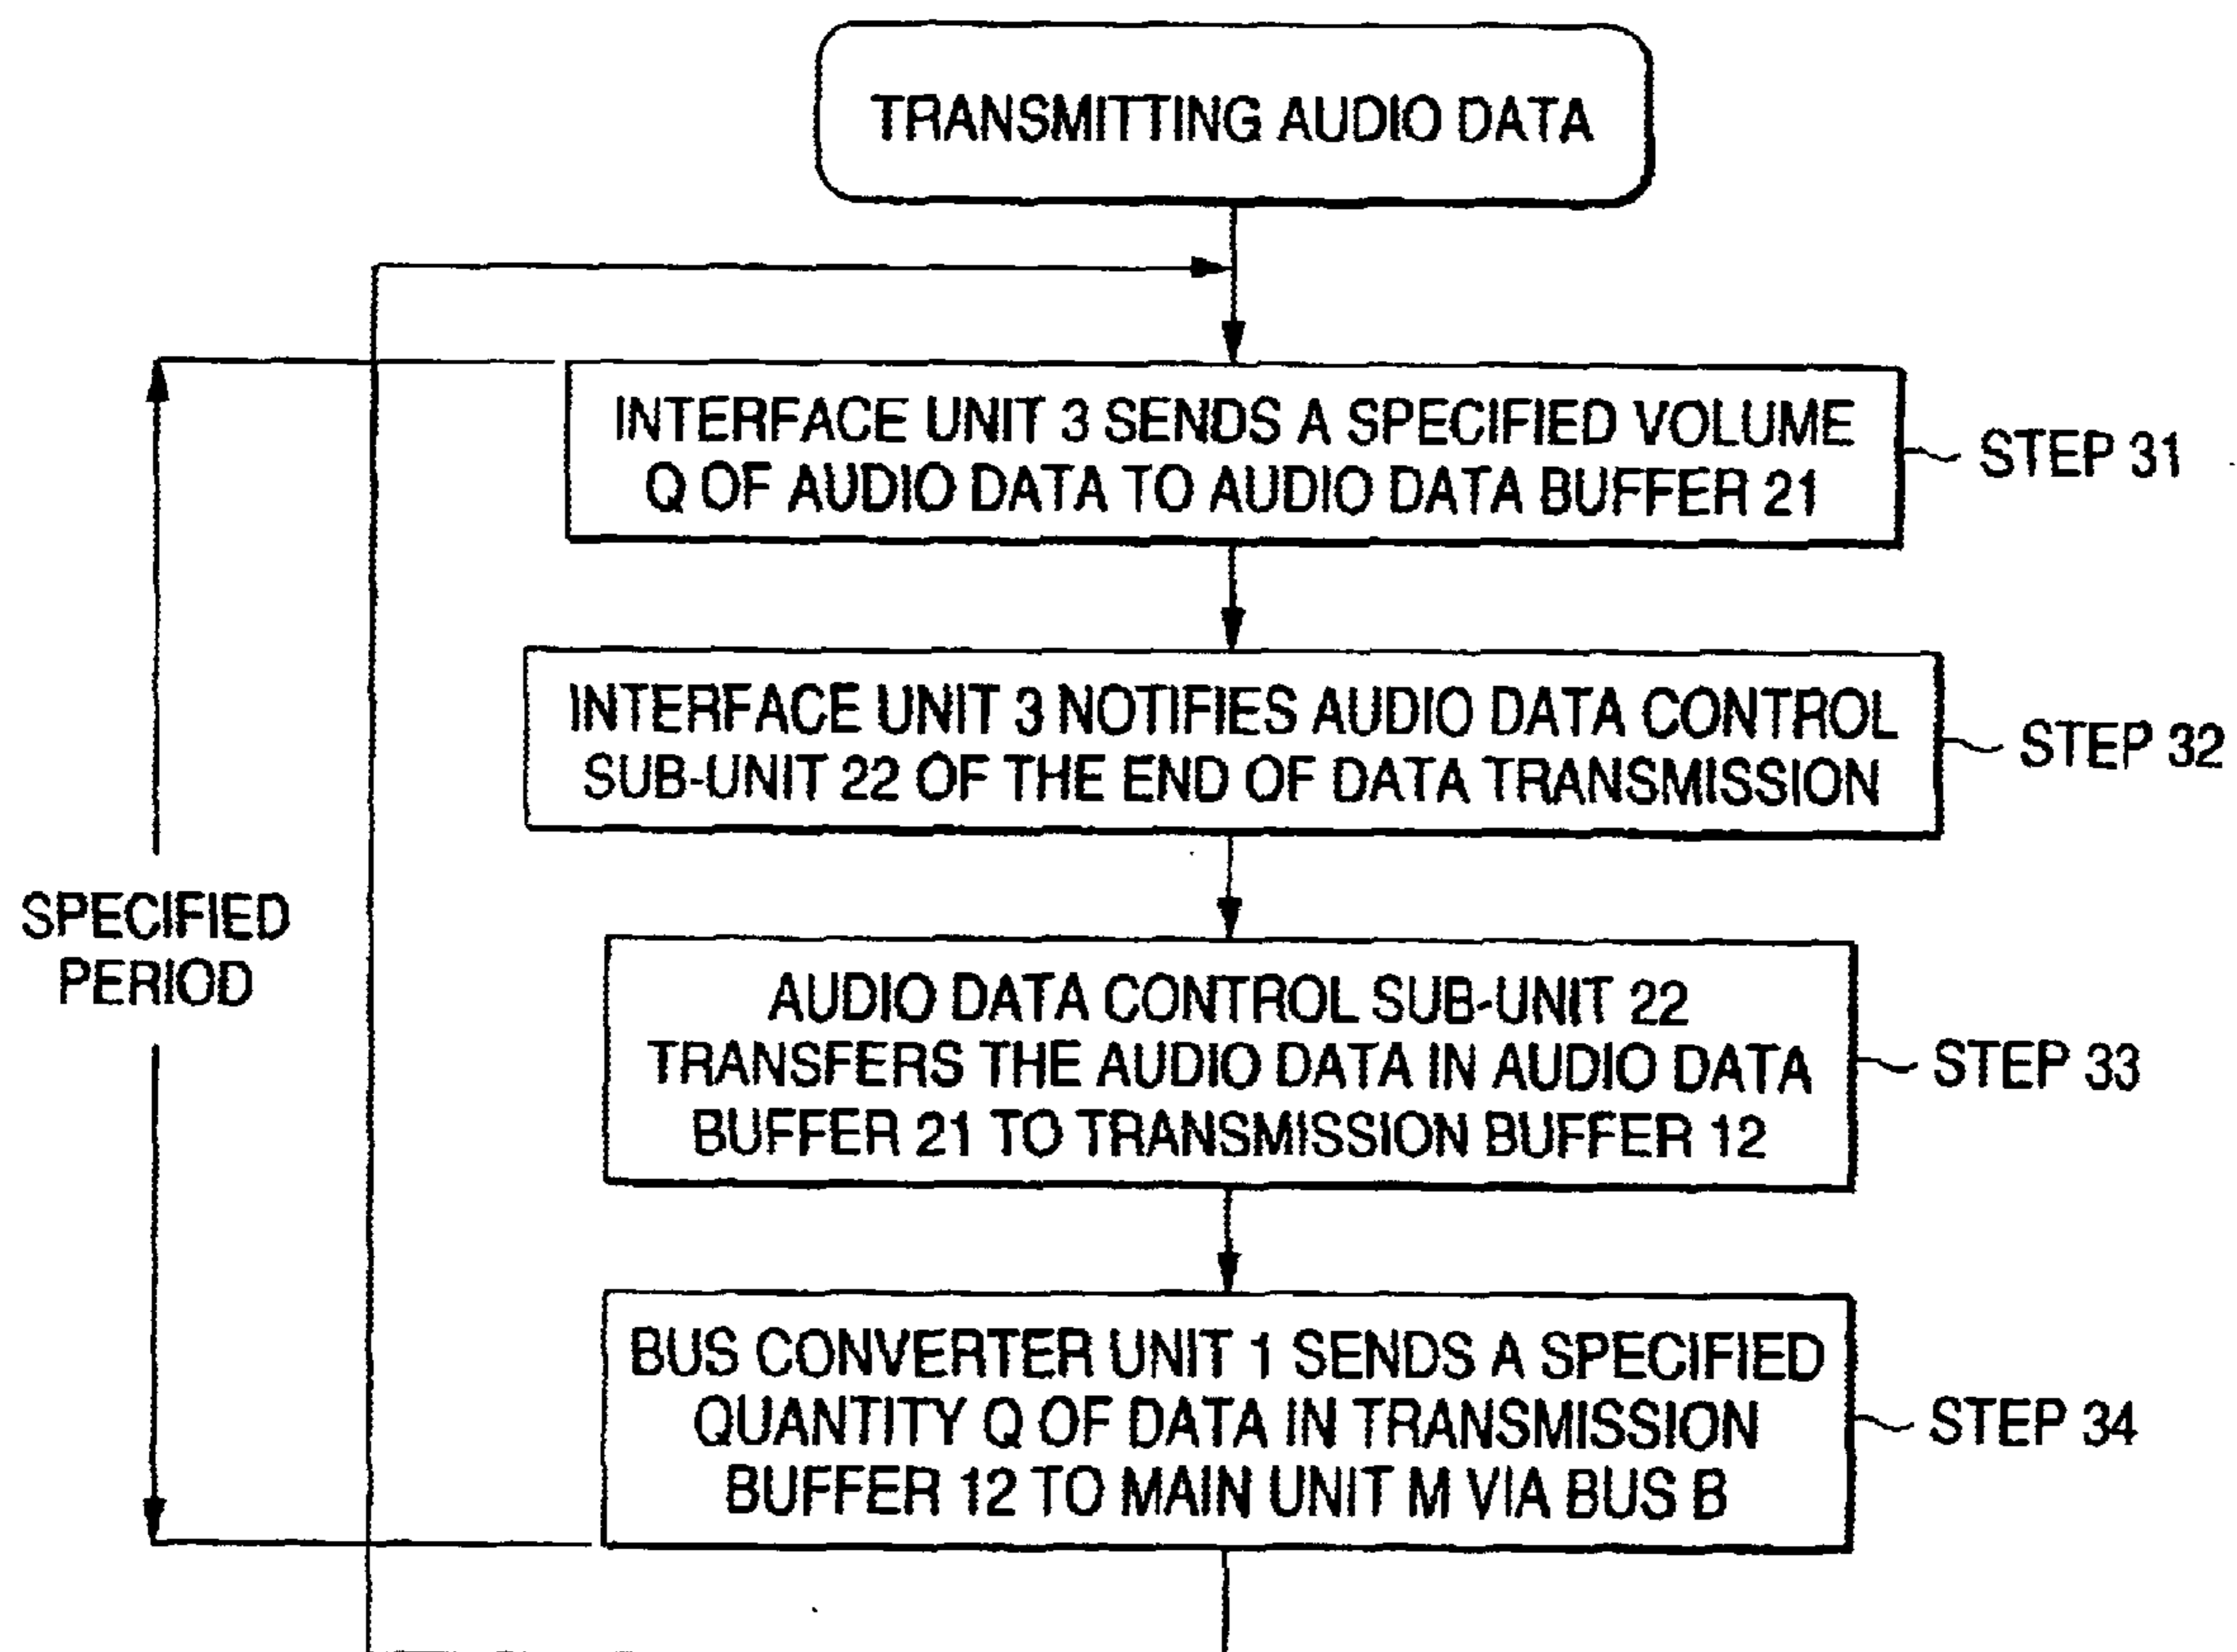 TRANSMITTING AUDIO DATA
INTERFACE UNIT 3 SENDS A SPECIFIED VOLUME
Q OF AUDIO DATA TO AUDIO DATA BUFFER 21
STEP 31
INTERFACE UNIT 3 NOTIFIES AUDIO DATA CONTROL
SUB-UNIT 22 OF THE END OF DATA TRANSMISSION
STEP 32
SPECIFIED
PERIOD
AUDIO DATA CONTROL SUB-UNIT 22
TRANSFERS THE AUDIO DATA IN AUDIO DATA
BUFFER 21 TO TRANSMISSION BUFFER 12
STEP 33
BUS CONVERTER UNIT 1 SENDS A SPECIFIED
QUANTITY Q OF DATA IN TRANSMISSION
BUFFER 12 TO MAIN UNIT M VIA BUS B
STEP 34